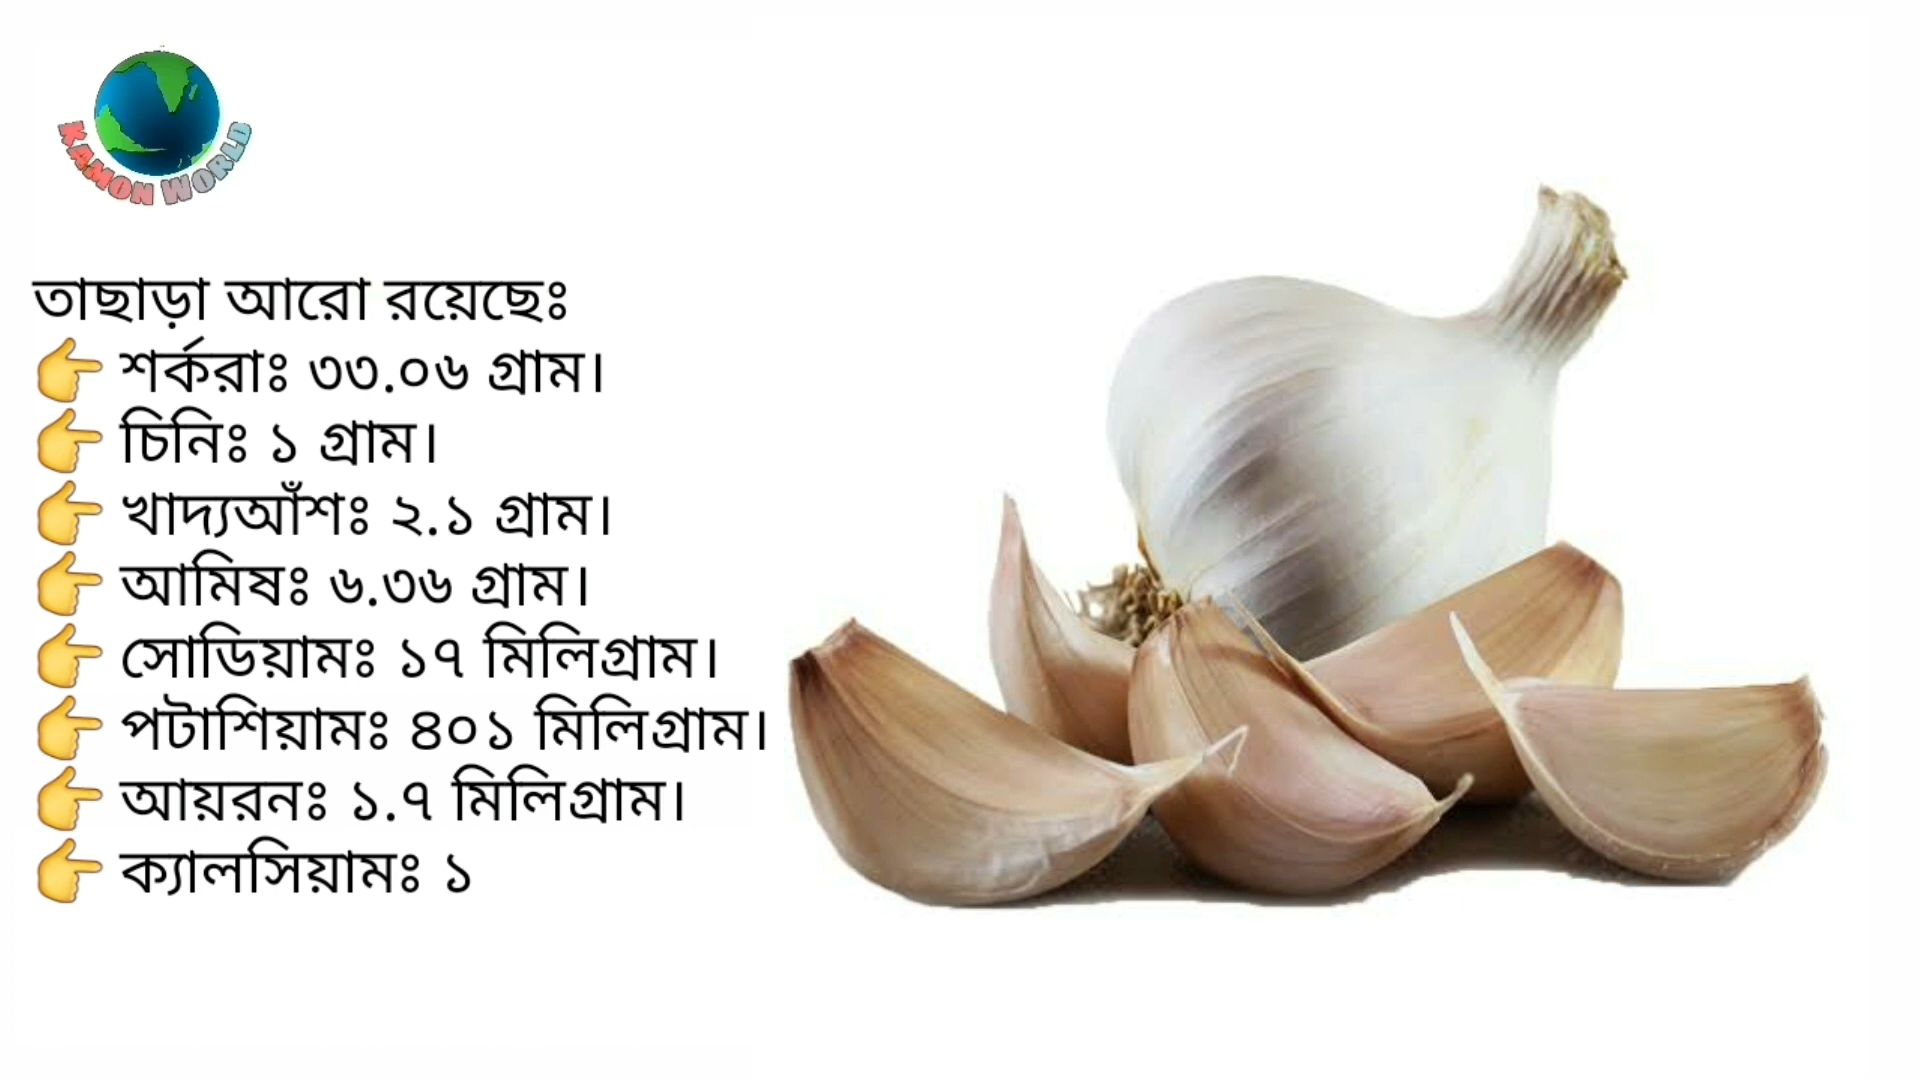 KAMON WORLD
তাছাড়া আরো রয়েছেঃ
👉 শর্করাঃ ৩৩.০৬ গ্রাম।
👉 চিনিঃ ১ গ্রাম।
👉 খাদ্যআঁশঃ ২.১ গ্রাম।
👉 আমিষঃ ৬.৩৬ গ্রাম।
👉 সোডিয়ামঃ ১৭ মিলিগ্রাম।
👉 পটাশিয়ামঃ ৪০১ মিলিগ্রাম।
👉 আয়রনঃ ১.৭ মিলিগ্রাম।
👉 ক্যালসিয়ামঃ ১